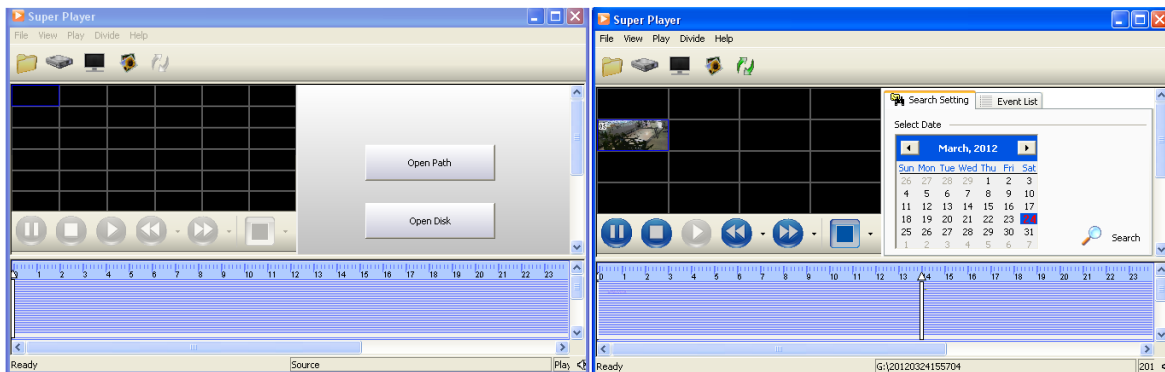 Super Player
File View Play Divide Help
Open Path
Open Disk
0 1 2 3 4 5 6 7 8 9 10 11 12 13 14 15 16 17 18 19 20 21 22 23
Ready Source Play
Super Player
File View Play Divide Help
Search Setting Event List
Select Date
March, 2012
Sun Mon Tue Wed Thu Fri Sat
26 27 28 29 1 2 3
4 5 6 7 8 9 10
11 12 13 14 15 16 17
18 19 20 21 22 23 24
25 26 27 28 29 30 31
1 2 3 4 5 6 7
Search
0 1 2 3 4 5 6 7 8 9 10 11 12 13 14 15 16 17 18 19 20 21 22 23
Ready G:\20120324155704 201